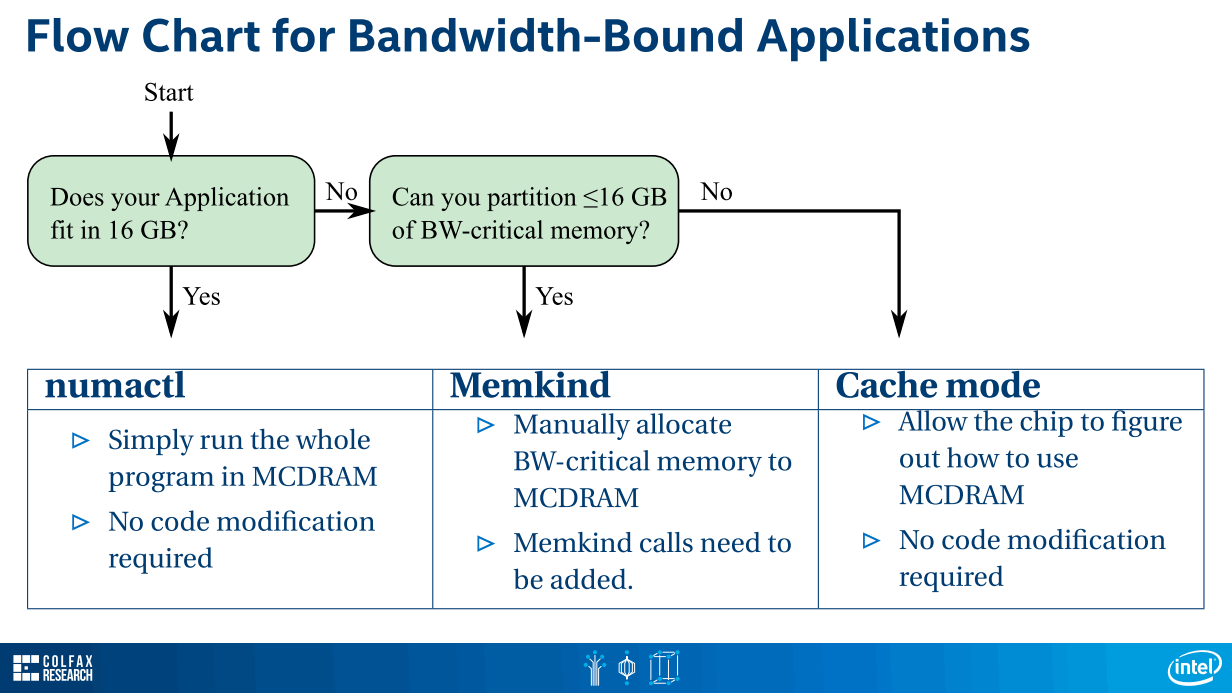 Flow Chart for Bandwidth-Bound Applications
Start
Does your Application
fit in 16 GB?
No
Can you partition ≤16 GB
of BW-critical memory?
No
Yes
Yes
numactl
▷ Simply run the whole
program in MCDRAM
▷ No code modification
required
Memkind
▷ Manually allocate
BW-critical memory to
MCDRAM
▷ Memkind calls need to
be added.
Cache mode
▷ Allow the chip to figure
out how to use
MCDRAM
▷ No code modification
required
COLFAX
RESEARCH
intel